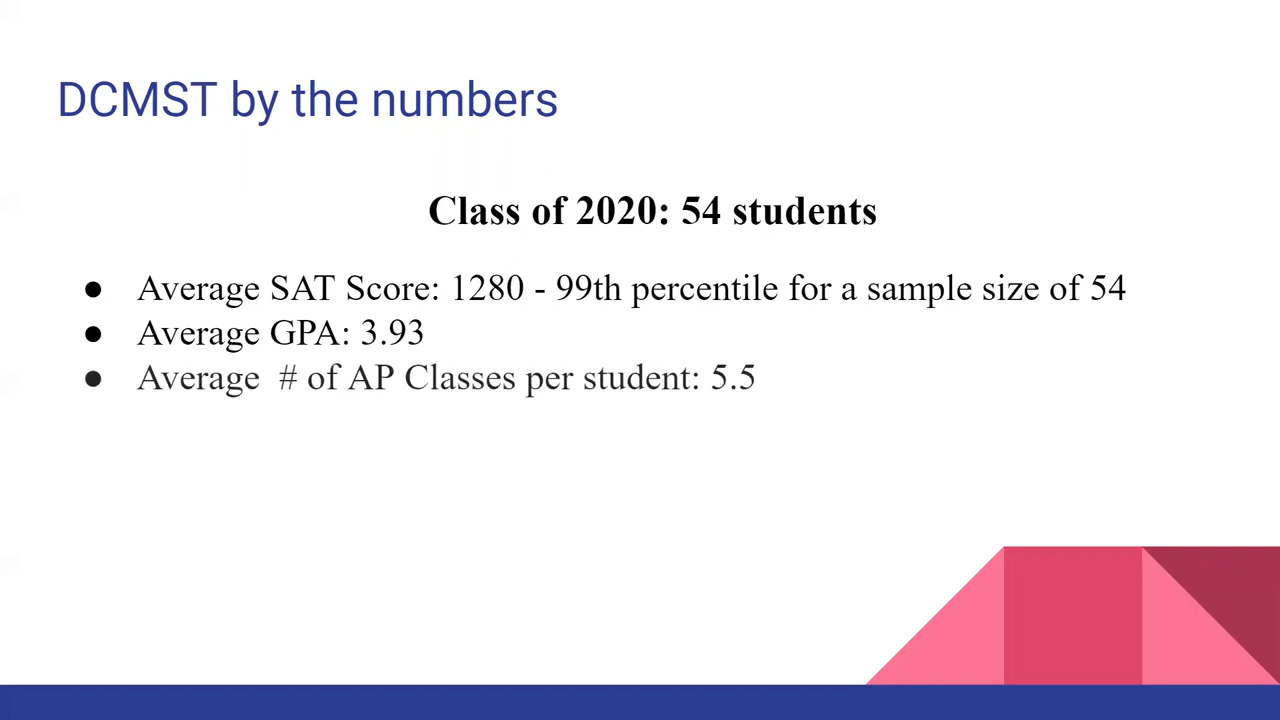 DCMST by the numbers
Class of 2020: 54 students
● Average SAT Score: 1280 - 99th percentile for a sample size of 54
● Average GPA: 3.93
● Average  # of AP Classes per student: 5.5